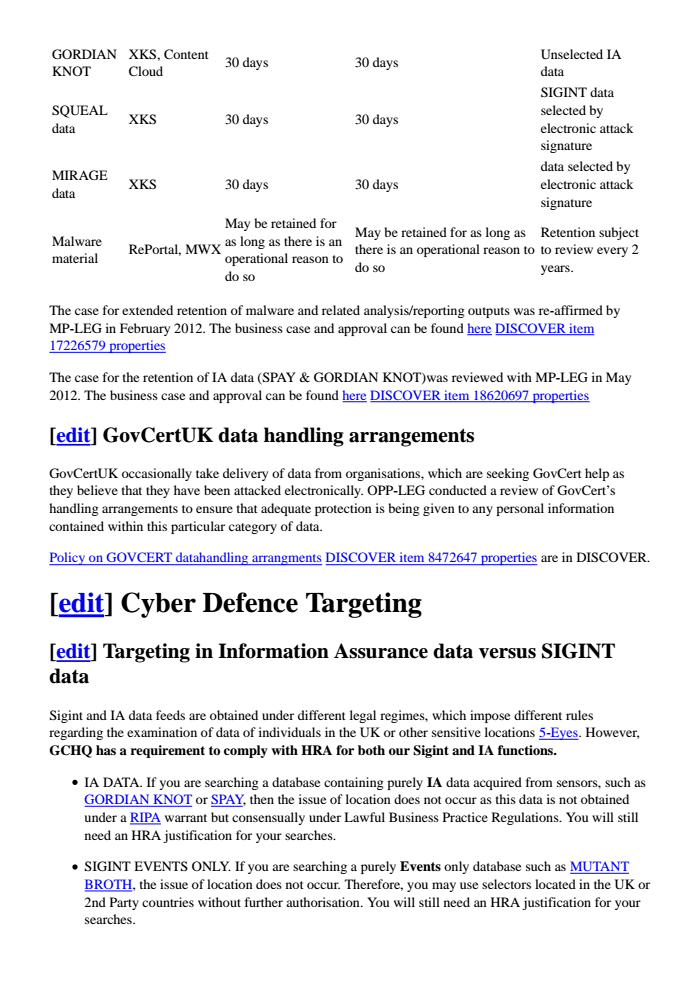 GORDIAN KNOT XKS, Content Cloud 30 days 30 days Unselected IA data
SQUEAL data XKS 30 days 30 days SIGINT data selected by electronic attack signature
MIRAGE data XKS 30 days 30 days data selected by electronic attack signature
Malware material RePortal, MWX May be retained for as long as there is an operational reason to do so May be retained for as long as there is an operational reason to do so Retention subject to review every 2 years.
The case for extended retention of malware and related analysis/reporting outputs was re-affirmed by
MP-LEG in February 2012. The business case and approval can be found here DISCOVER item
17226579 properties
The case for the retention of IA data (SPAY & GORDIAN KNOT)was reviewed with MP-LEG in May
2012. The business case and approval can be found here DISCOVER item 18620697 properties
[edit] GovCertUK data handling arrangements
GovCertUK occasionally take delivery of data from organisations, which are seeking GovCert help as
they believe that they have been attacked electronically. OPP-LEG conducted a review of GovCert's
handling arrangements to ensure that adequate protection is being given to any personal information
contained within this particular category of data.
Policy on GOVCERT datahandling arrangments DISCOVER item 8472647 properties are in DISCOVER.
[edit] Cyber Defence Targeting
[edit] Targeting in Information Assurance data versus SIGINT
data
Sigint and IA data feeds are obtained under different legal regimes, which impose different rules
regarding the examination of data of individuals in the UK or other sensitive locations 5-Eyes. However,
GCHQ has a requirement to comply with HRA for both our Sigint and IA functions.
• IA DATA. If you are searching a database containing purely IA data acquired from sensors, such as
GORDIAN KNOT or SPAY, then the issue of location does not occur as this data is not obtained
under a RIPA warrant but consensually under Lawful Business Practice Regulations. You will still
need an HRA justification for your searches.
• SIGINT EVENTS ONLY. If you are searching a purely Events only database such as MUTANT
BROTH, the issue of location does not occur. Therefore, you may use selectors located in the UK or
2nd Party countries without further authorisation. You will still need an HRA justification for your
searches.